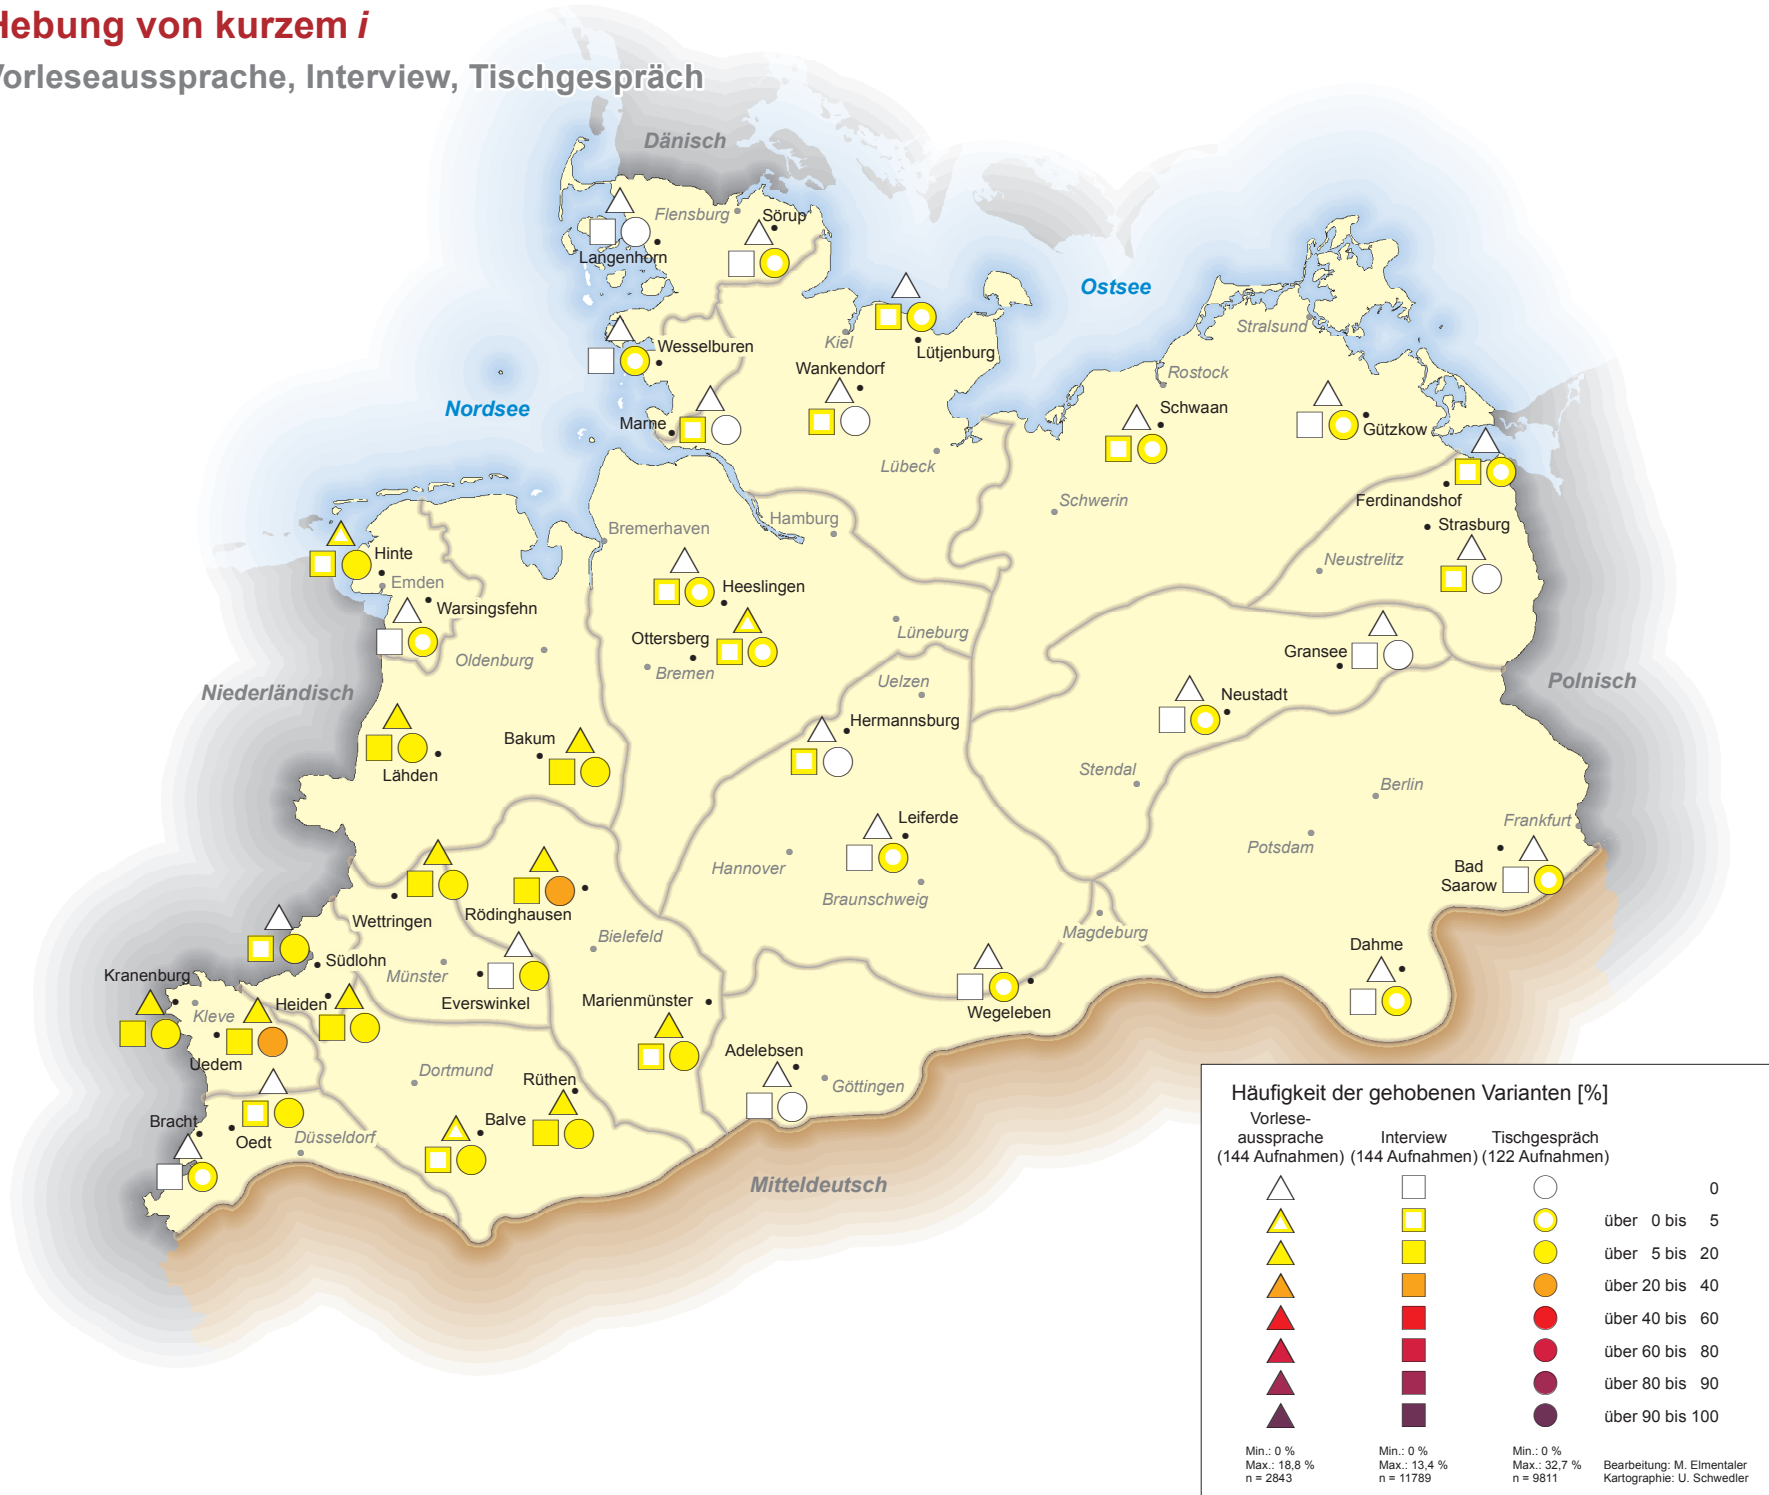 Hebung von kurzem i
Vorleseaussprache, Interview, Tischgespräch
Dänisch
Flensburg
Sörup
Langenhorn
Ostsee
Stralsund
Wesselburen
Kiel
Lütjenburg
Wankendorf
Rostock
Nordsee
Schwaan
Marne
Gützkow
Lübeck
Schwerin
Ferdinandshof
Hamburg
Bremerhaven
Strasburg
Hinte
Neustrelitz
Emden
Heeslingen
Warsingsfehn
Lüneburg
Ottersberg
Gransee
Oldenburg
Bremen
Uelzen
Polnisch
Niederländisch
Neustadt
Hermannsburg
Bakum
Stendal
Lähden
Berlin
Leiferde
Frankfurt
Potsdam
Hannover
Bad
Saarow
Braunschweig
Wettringen
Rödinghausen
Magdeburg
Bielefeld
Dahme
Südlohn
Münster
Kranenburg
Everswinkel
Marienmünster
Heiden
Wegeleben
Kleve
Adelebsen
Uedem
Dortmund
Rüthen
Göttingen
Bracht
Balve
Oedt
Düsseldorf
Mitteldeutsch
Häufigkeit der gehobenen Varianten [%]
Vorlese-
aussprache Interview Tischgespräch
(144 Aufnahmen) (144 Aufnahmen) (122 Aufnahmen)
0
über 0 bis 5
über 5 bis 20
über 20 bis 40
über 40 bis 60
über 60 bis 80
über 80 bis 90
über 90 bis 100
Min.: 0 % Min.: 0 % Min.: 0 %
Max.: 18,8 % Max.: 13,4 % Max.: 32,7 % Bearbeitung: M. Elmentaler
n = 2843 n = 11789 n = 9811 Kartographie: U. Schwedler